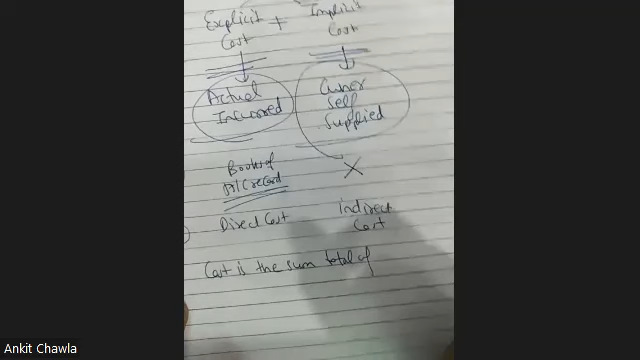 Explicit + Implicit
Cost Cost
Actual Owner
Incurred Self
Supplied
Books of X
A/C record
Direct Cost Indirect
Cost
Cost is the sum total of
Ankit Chawla